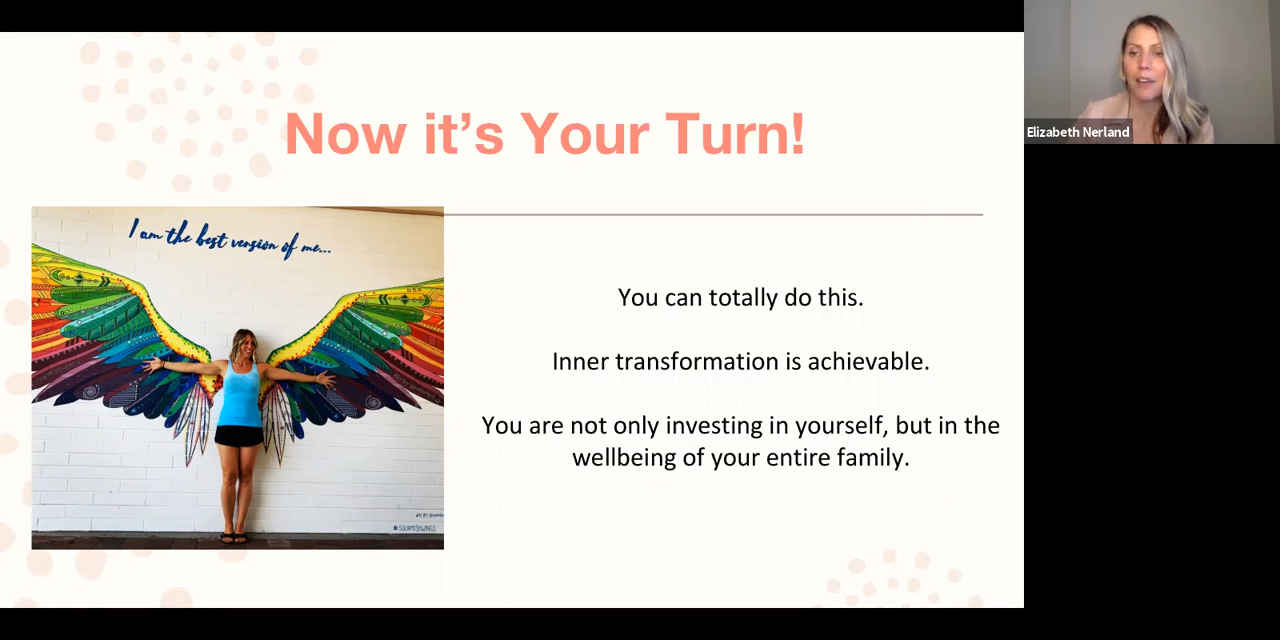 Now it’s Your Turn!
Elizabeth Nerland
I am the best version of me...
You can totally do this.
Inner transformation is achievable.
You are not only investing in yourself, but in the
wellbeing of your entire family.
#SQUAMISHWINGS